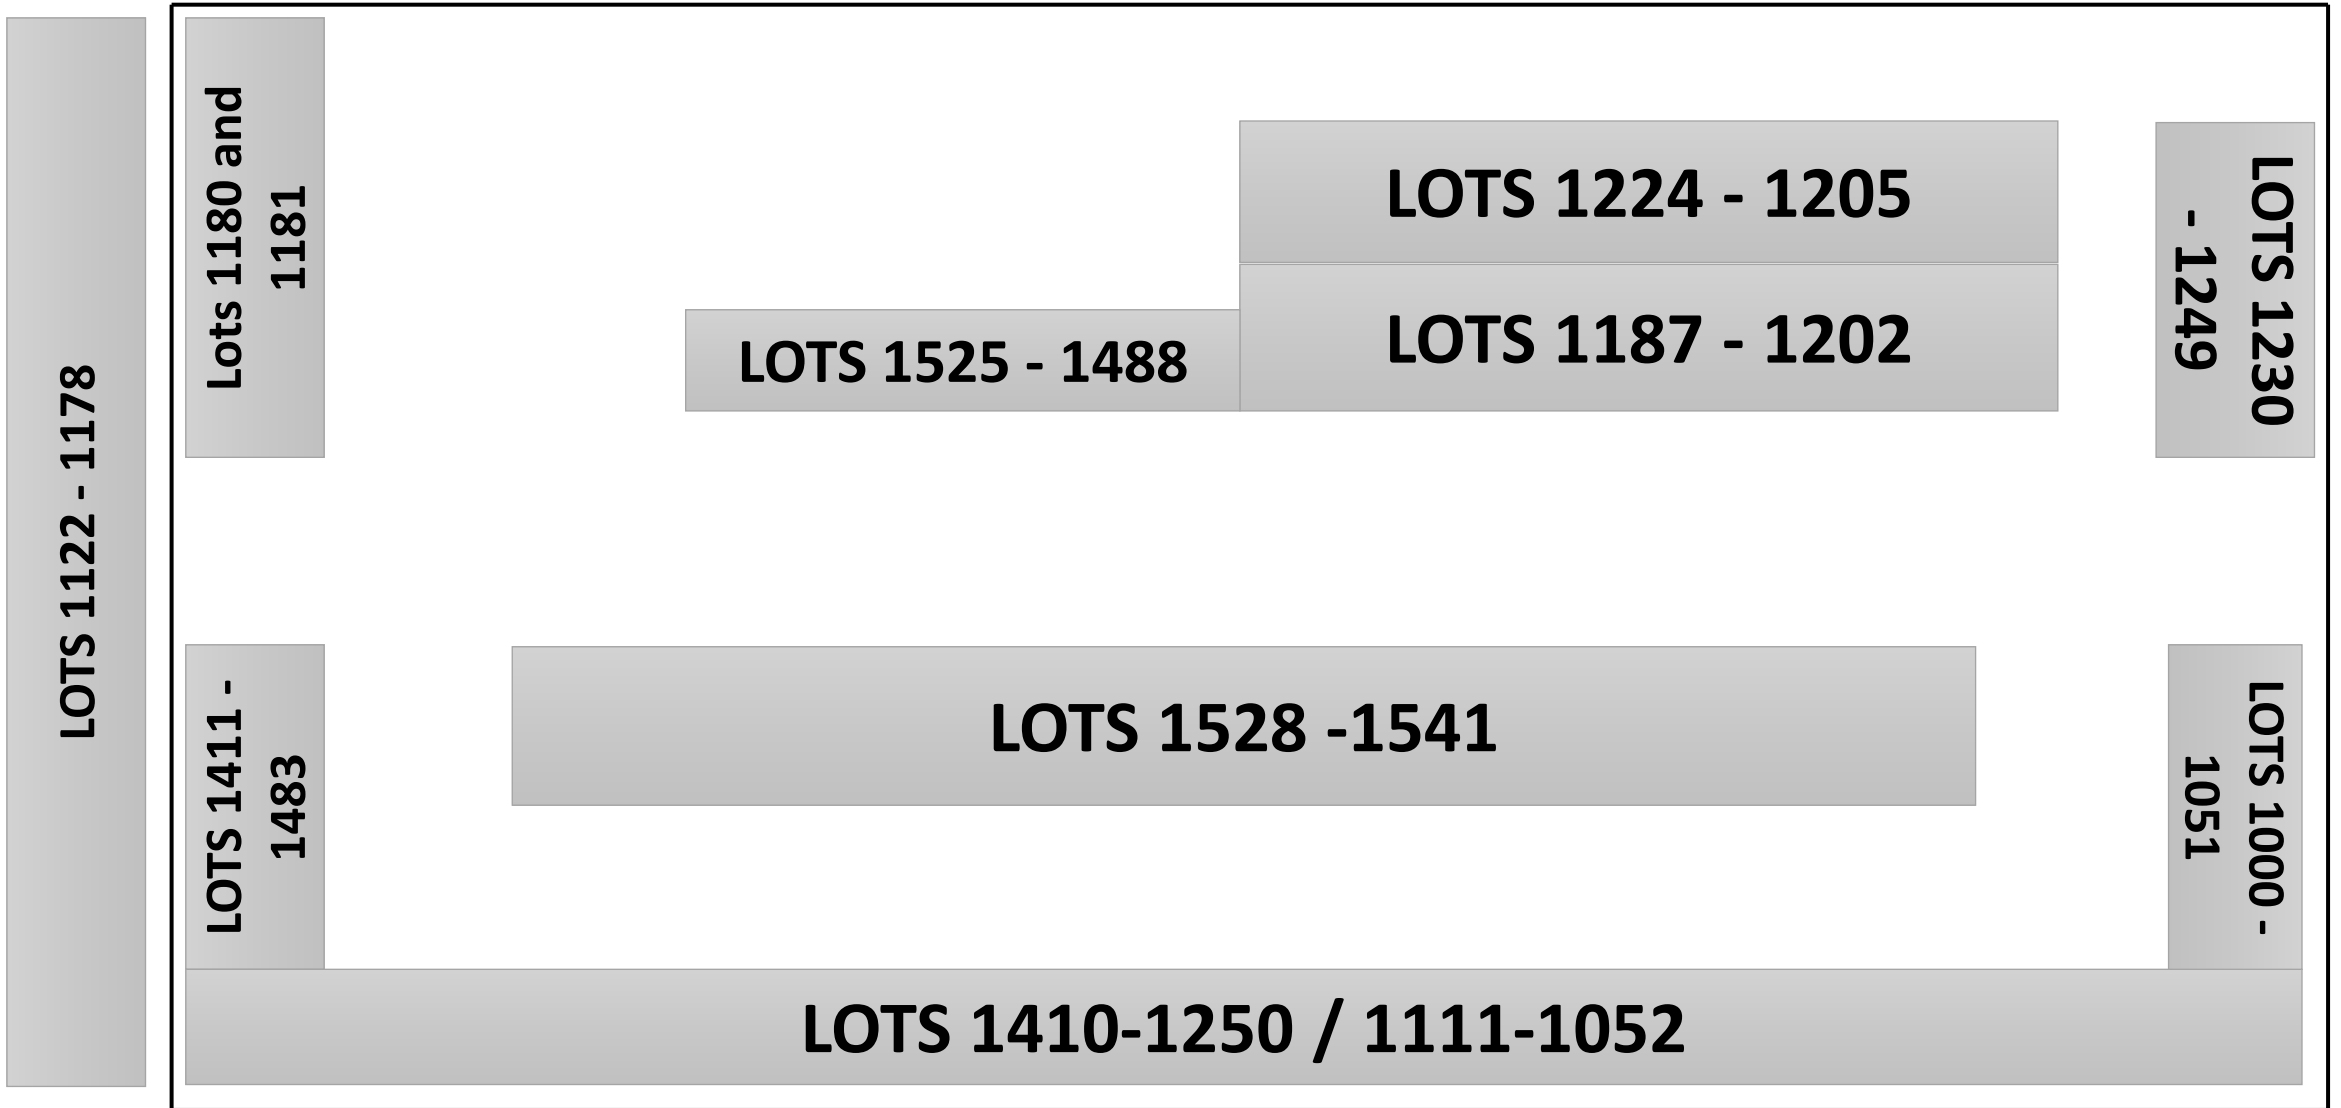 LOTS 1122 - 1178
Lots 1180 and
1181
LOTS 1224 - 1205
LOTS 1187 - 1202
LOTS 1525 - 1488
LOTS 1230
- 1249
LOTS 1411 -
1483
LOTS 1528 -1541
LOTS 1000 -
1051
LOTS 1410-1250 / 1111-1052